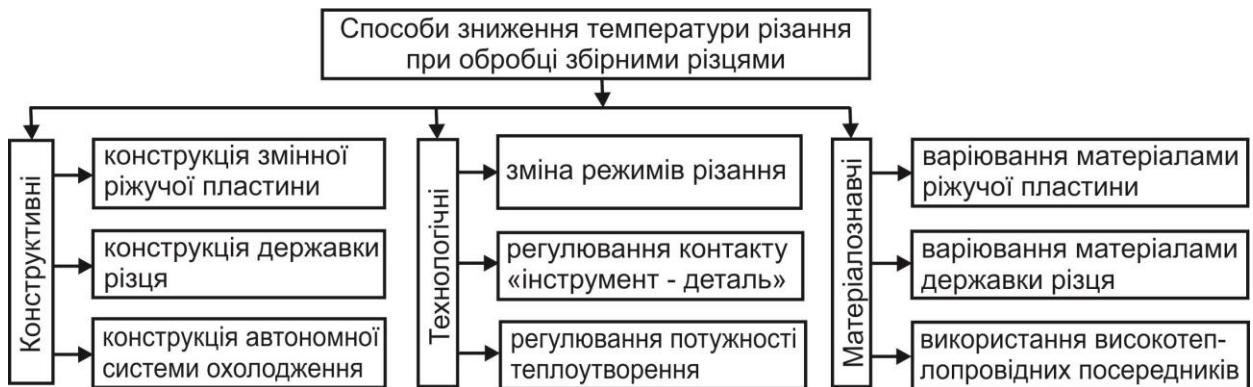 Способи зниження температури різання
при обробці збірними різцями
Конструктивні
конструкція змінної
ріжучої пластини
конструкція державки
різця
конструкція автономної
системи охолодження
Технологічні
зміна режимів різання
регулювання контакту
«інструмент - деталь»
регулювання потужності
теплоутворення
Матеріалознавчі
варіювання матеріалами
ріжучої пластини
варіювання матеріалами
державки різця
використання високотеп-
лопровідних посередників